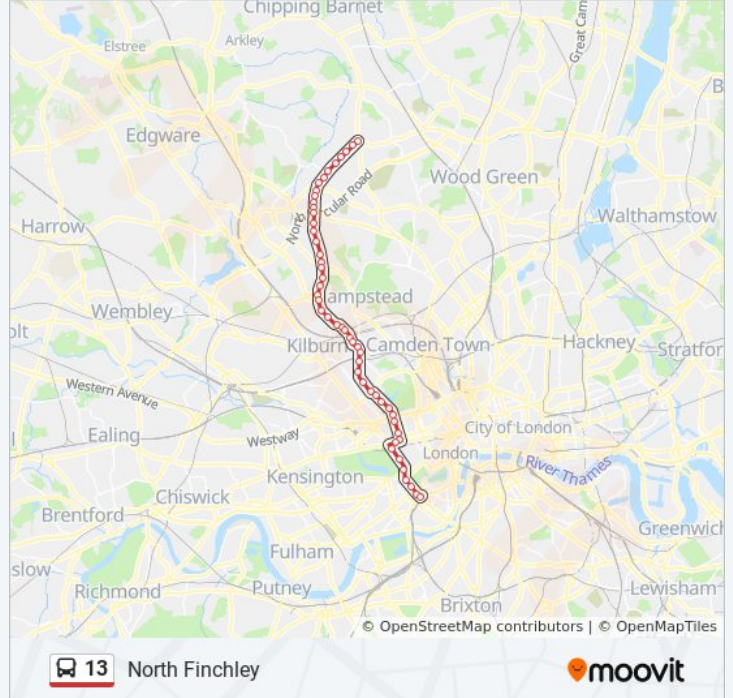 Chipping Barnet
Great Cam
Elstree
Arkley
B
Edgware
Wood Green
cular Road
Walthamstow
Harrow
North
ampstead
Wembley
olt
Kilburn
Camden Town
Hackney
Stratfor
Western Avenue
City of London
Ealing
Westway
London
River Thames
Kensington
Chiswick
Brentford
Greenwich
Fulham
slow
Richmond
Putney
Lewisham
Brixton
© OpenStreetMap contributors | © OpenMapTiles
13 North Finchley
moovit